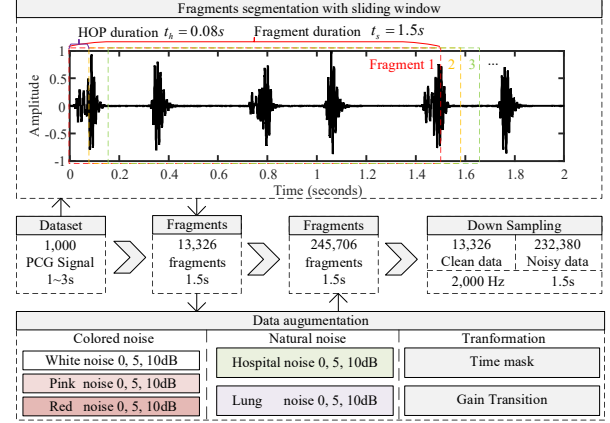 Fragments segmentation with sliding window
HOP duration t_h = 0.08s Fragment duration t_s = 1.5s
Fragment 1 2 3 ...
1
0.5
0
-0.5
-1
Amplitude
0 0.2 0.4 0.6 0.8 1 1.2 1.4 1.6 1.8 2
Time (seconds)
Dataset
1,000
PCG Signal
1~3s
Fragments
13,326
fragments
1.5s
Fragments
245,706
fragments
1.5s
Down Sampling
13,326 232,380
Clean data Noisy data
2,000 Hz 1.5s
Data augumentation
Colored noise Natural noise Tranformation
White noise 0, 5, 10dB
Pink noise 0, 5, 10dB
Red noise 0, 5, 10dB
Hospital noise 0, 5, 10dB
Lung noise 0, 5, 10dB
Time mask
Gain Transition